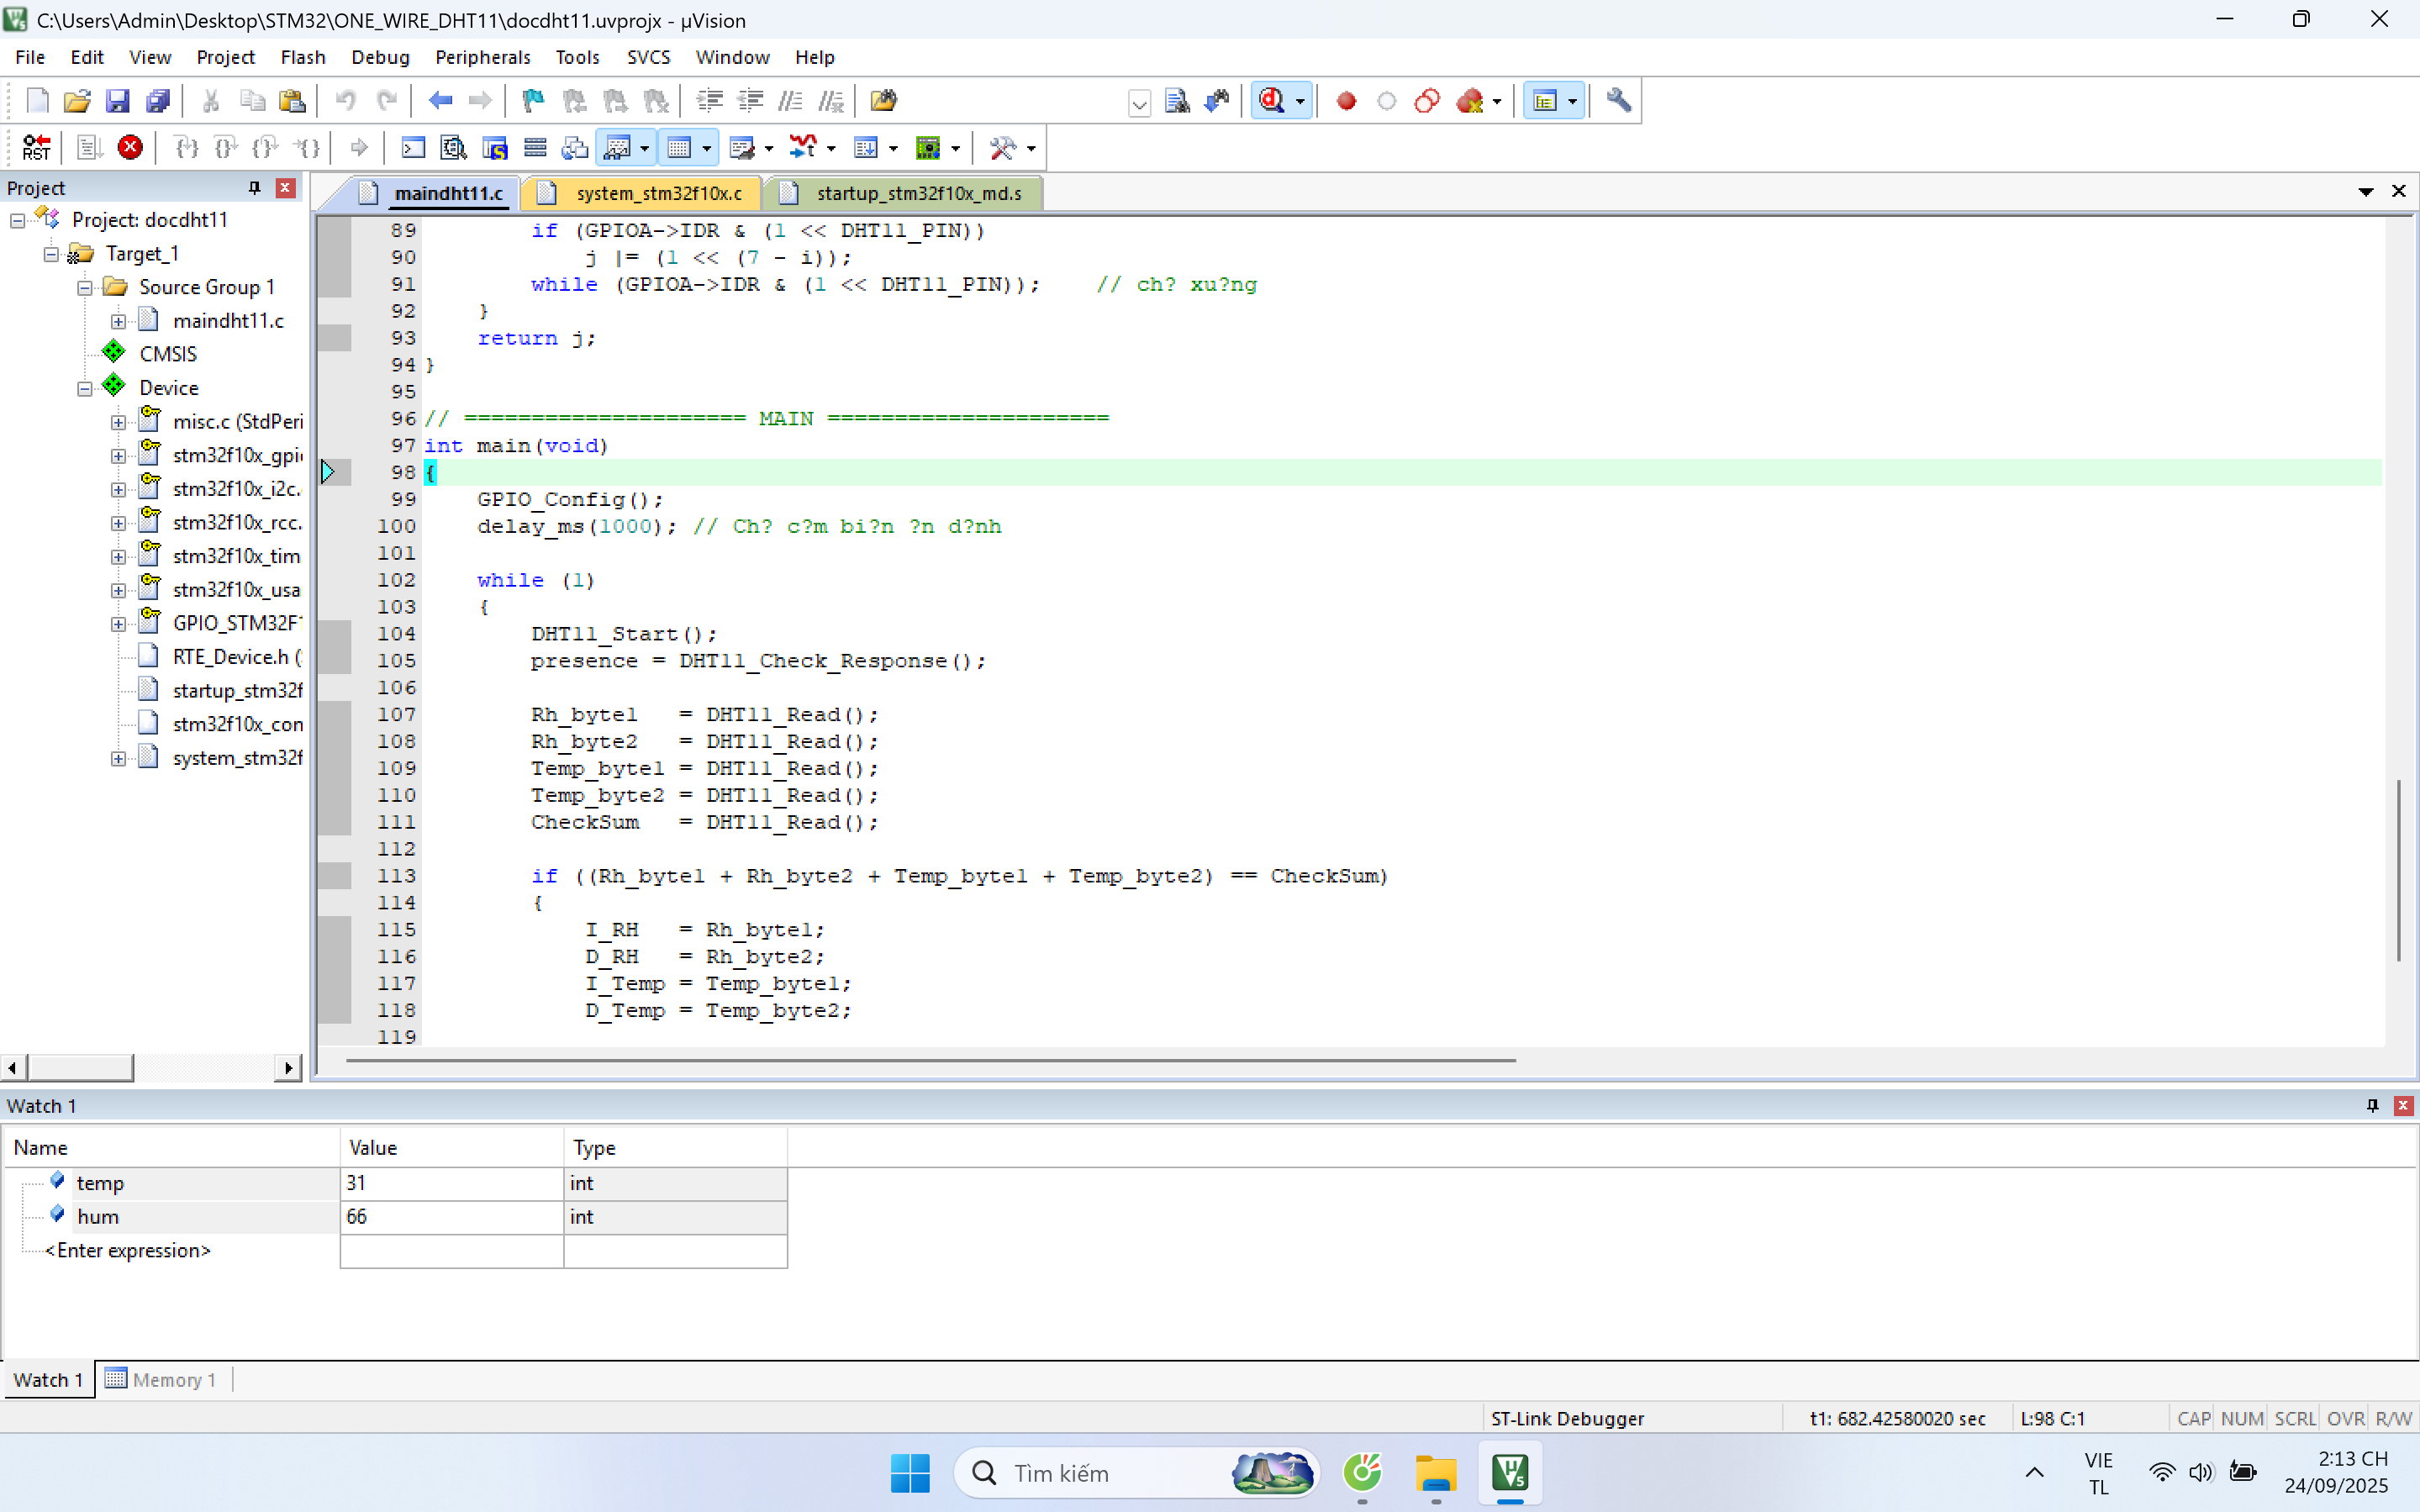 C:\Users\Admin\Desktop\STM32\ONE_WIRE_DHT11\docdht11.uvprojx - µVision
File Edit View Project Flash Debug Peripherals Tools SVCS Window Help
RST
Project
Project: docdht11
Target_1
Source Group 1
maindht11.c
CMSIS
Device
misc.c (StdPeri
stm32f10x_gpi
stm32f10x_i2c.
stm32f10x_rcc.
stm32f10x_tim
stm32f10x_usa
GPIO_STM32F
RTE_Device.h (
startup_stm32f
stm32f10x_con
system_stm32f
maindht11.c system_stm32f10x.c startup_stm32f10x_md.s
89 if (GPIOA->IDR & (1 << DHT11_PIN))
90 j |= (1 << (7 - i));
91 while (GPIOA->IDR & (1 << DHT11_PIN)); // ch? xu?ng
92 }
93 return j;
94 }
95
96 // ===================== MAIN =====================
97 int main(void)
98 {
99 GPIO_Config();
100 delay_ms(1000); // Ch? c?m bi?n ?n d?nh
101
102 while (1)
103 {
104 DHT11_Start();
105 presence = DHT11_Check_Response();
106
107 Rh_byte1 = DHT11_Read();
108 Rh_byte2 = DHT11_Read();
109 Temp_byte1 = DHT11_Read();
110 Temp_byte2 = DHT11_Read();
111 CheckSum = DHT11_Read();
112
113 if ((Rh_byte1 + Rh_byte2 + Temp_byte1 + Temp_byte2) == CheckSum)
114 {
115 I_RH = Rh_byte1;
116 D_RH = Rh_byte2;
117 I_Temp = Temp_byte1;
118 D_Temp = Temp_byte2;
119
Watch 1
Name Value Type
temp 31 int
hum 66 int
<Enter expression>
Watch 1 Memory 1
ST-Link Debugger t1: 682.42580020 sec L:98 C:1 CAP NUM SCRL OVR R/W
Tìm kiếm
VIE
TL
2:13 CH
24/09/2025